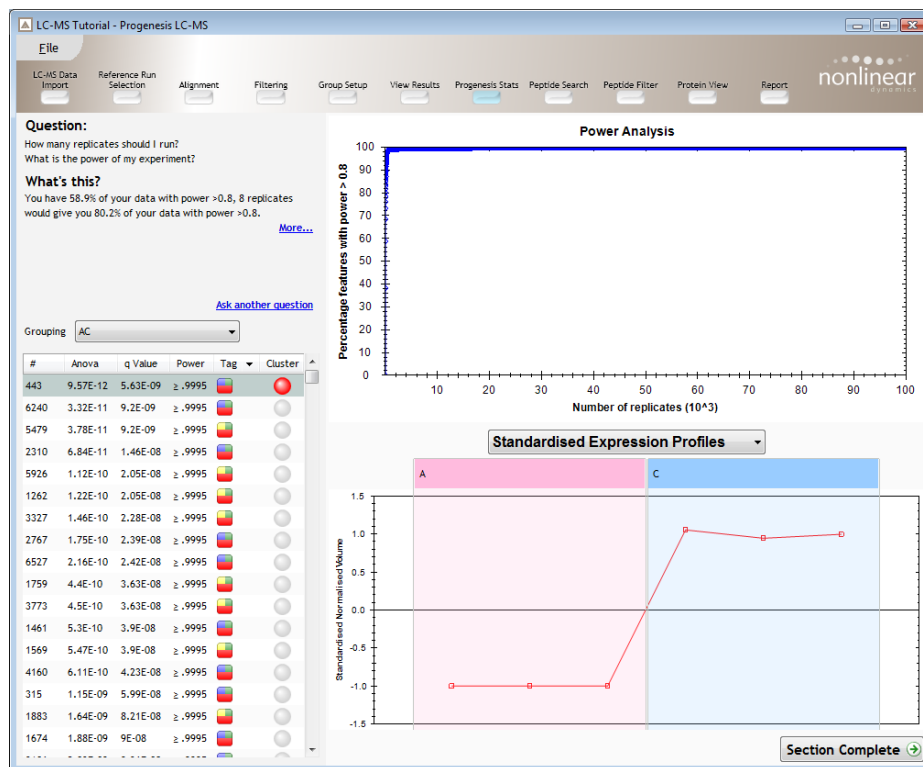 LC-MS Tutorial - Progenesis LC-MS
File
LC-MS Data Import
Reference Run Selection
Alignment
Filtering
Group Setup
View Results
Progenesis Stats
Peptide Search
Peptide Filter
Protein View
Report
nonlinear
dynamics
Question:
How many replicates should I run?
What is the power of my experiment?
What's this?
You have 58.9% of your data with power >0.8, 8 replicates
would give you 80.2% of your data with power >0.8.
More...
Ask another question
Grouping AC
# Anova q Value Power Tag Cluster
443 9.57E-12 5.63E-09 ≥ .9995
6240 3.32E-11 9.2E-09 ≥ .9995
5479 3.78E-11 9.2E-09 ≥ .9995
2310 6.84E-11 1.46E-08 ≥ .9995
5926 1.12E-10 2.05E-08 ≥ .9995
1262 1.22E-10 2.05E-08 ≥ .9995
3327 1.46E-10 2.28E-08 ≥ .9995
2767 1.75E-10 2.39E-08 ≥ .9995
6527 2.16E-10 2.42E-08 ≥ .9995
1759 4.4E-10 3.63E-08 ≥ .9995
3773 4.5E-10 3.63E-08 ≥ .9995
1461 5.3E-10 3.9E-08 ≥ .9995
1569 5.47E-10 3.9E-08 ≥ .9995
4160 6.11E-10 4.23E-08 ≥ .9995
315 1.15E-09 5.99E-08 ≥ .9995
1883 1.64E-09 8.21E-08 ≥ .9995
1674 1.88E-09 9E-08 ≥ .9995
Power Analysis
Percentage features with power > 0.8
100
90
80
70
60
50
40
30
20
10
0
10 20 30 40 50 60 70 80 90 100
Number of replicates (10^3)
Standardised Expression Profiles
A C
Standardised Normalised Volume
1.5
1.0
0.5
0.0
-0.5
-1.0
-1.5
Section Complete